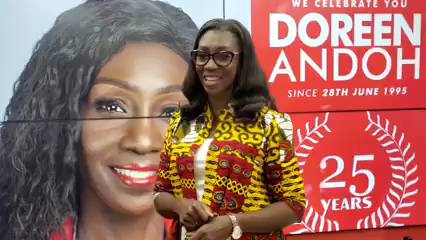 WE CELEBRATE YOU
DOREEN
ANDOH
SINCE 28TH JUNE 1995
25
YEARS